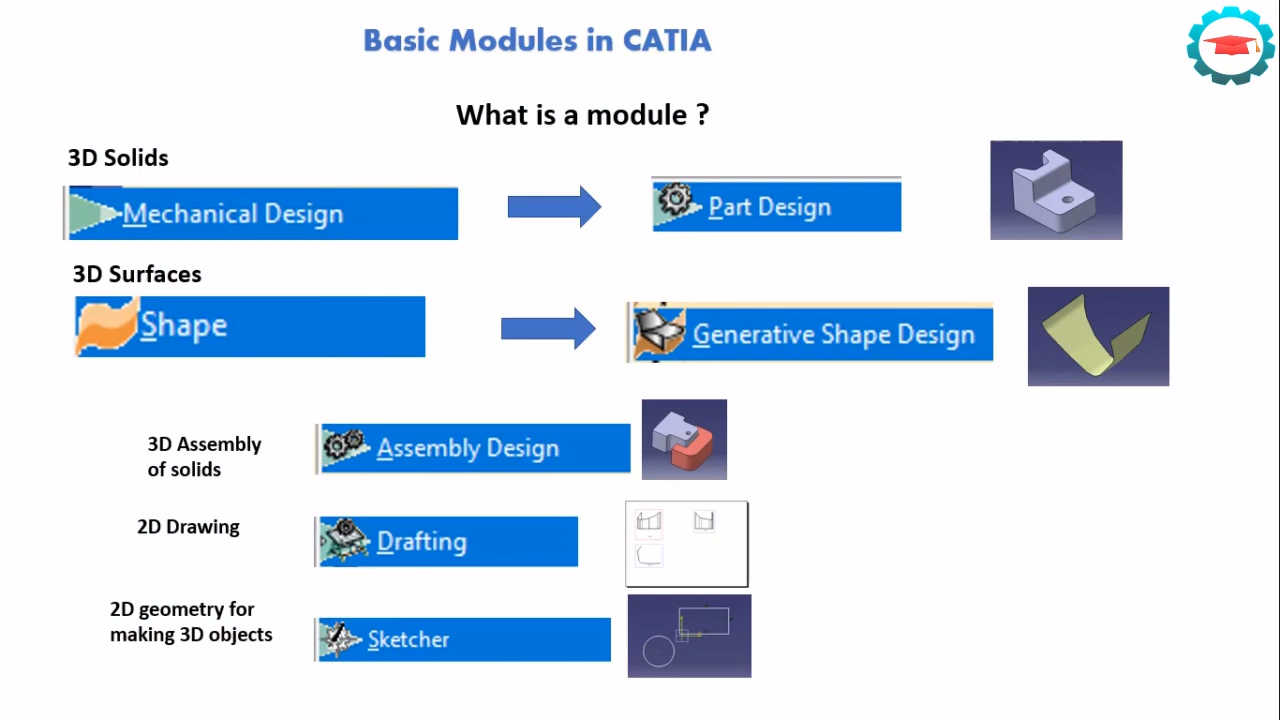 Basic Modules in CATIA
What is a module ?
3D Solids
Mechanical Design
Part Design
3D Surfaces
Shape
Generative Shape Design
3D Assembly
of solids
Assembly Design
2D Drawing
Drafting
2D geometry for
making 3D objects
Sketcher